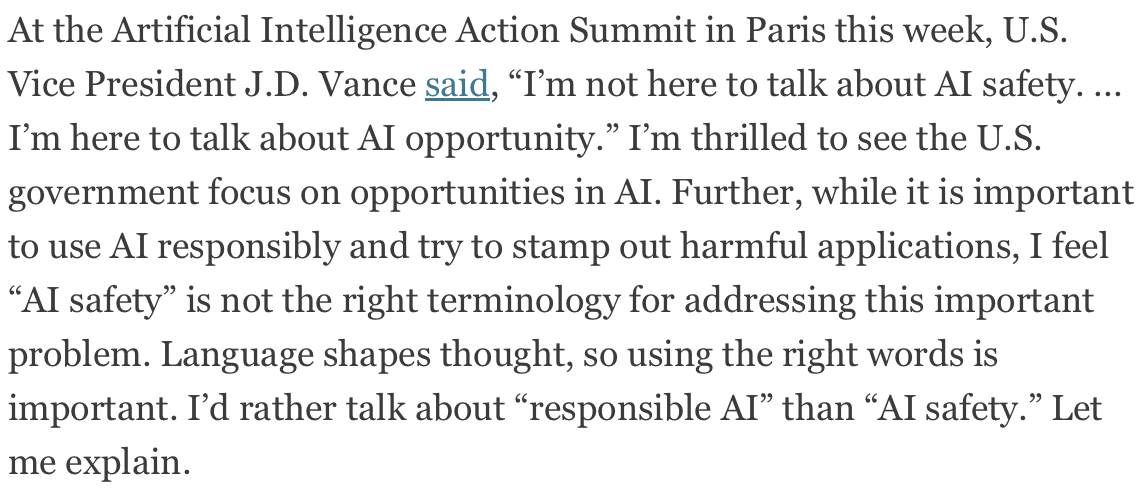 At the Artificial Intelligence Action Summit in Paris this week, U.S.
Vice President J.D. Vance said, “I’m not here to talk about AI safety. ...
I’m here to talk about AI opportunity.” I’m thrilled to see the U.S.
government focus on opportunities in AI. Further, while it is important
to use AI responsibly and try to stamp out harmful applications, I feel
“AI safety” is not the right terminology for addressing this important
problem. Language shapes thought, so using the right words is
important. I’d rather talk about “responsible AI” than “AI safety.” Let
me explain.